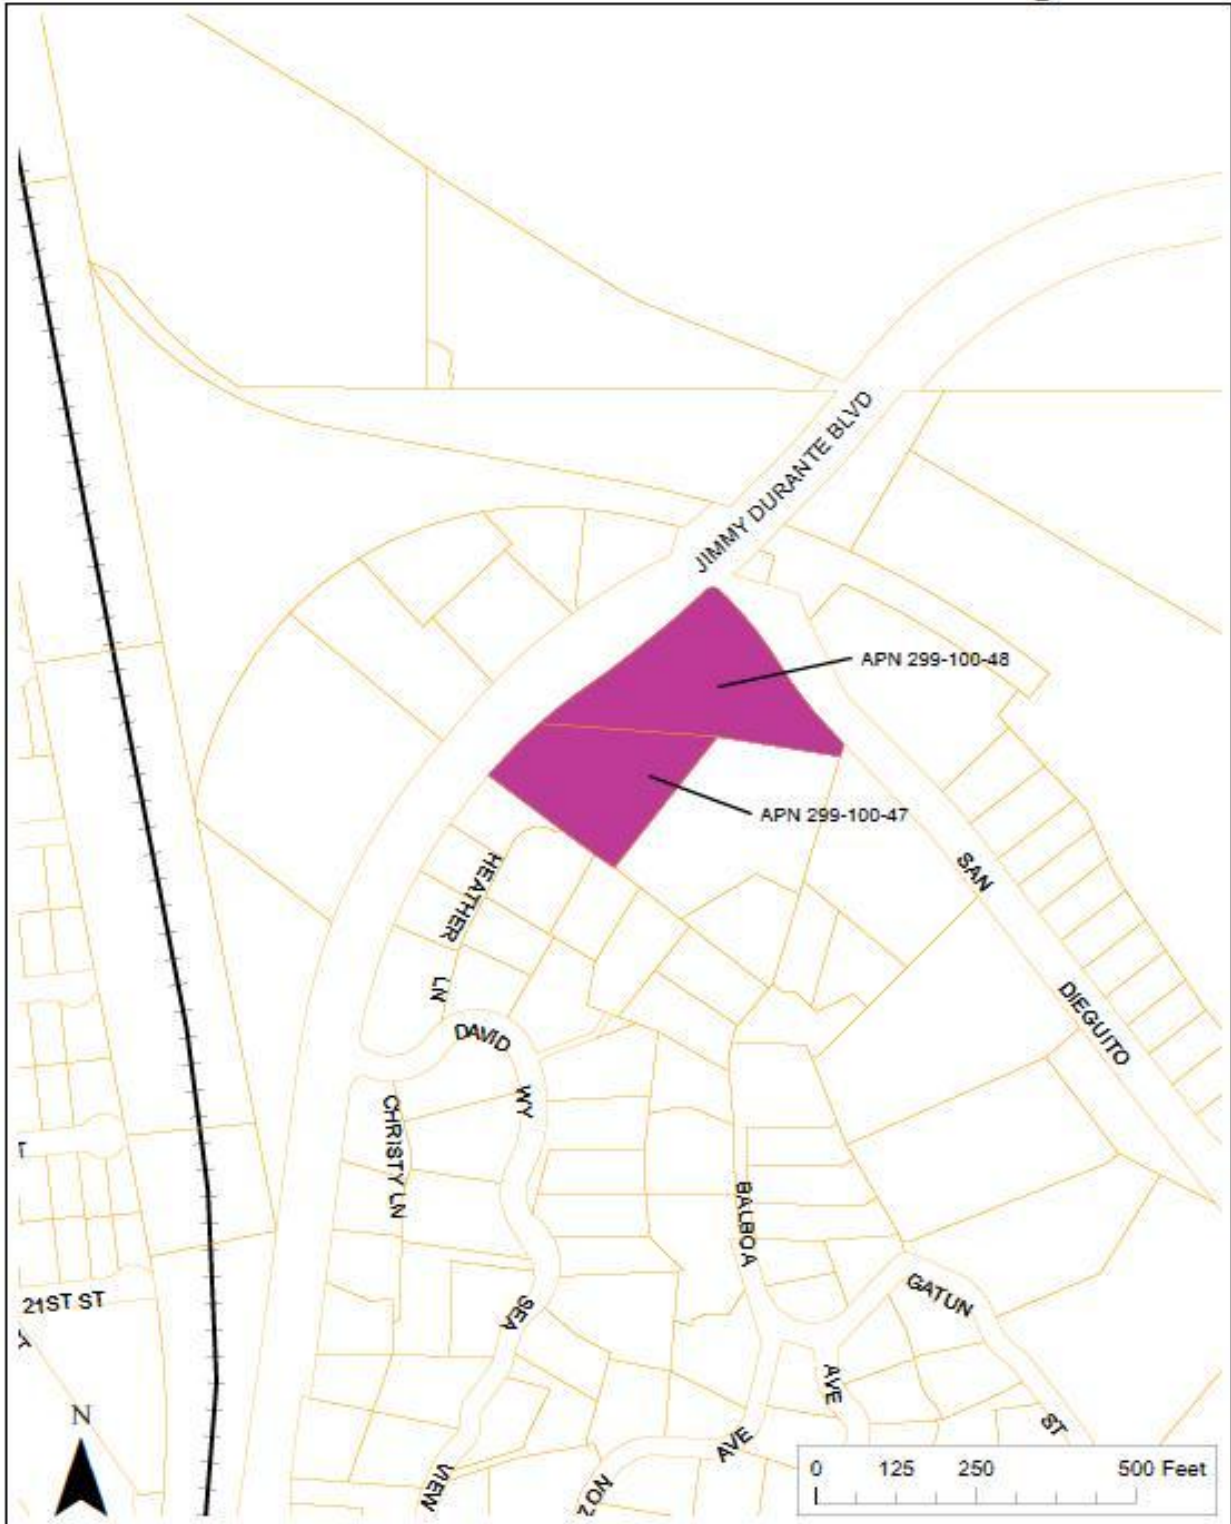 JIMMY DURANTE BLVD
APN 299-100-48
APN 299-100-47
HEATHER
LN
SAN
DIEGUITO
DAVID
WY
CHRISTY LN
BALBOA
SEA
GATUN
21ST ST
AVE
ST
AVE
VIEW
N
0 125 250 500 Feet